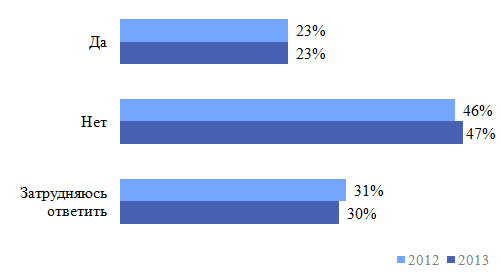 Да
23%
23%
Нет
46%
47%
Затрудняюсь
ответить
31%
30%
2012 2013